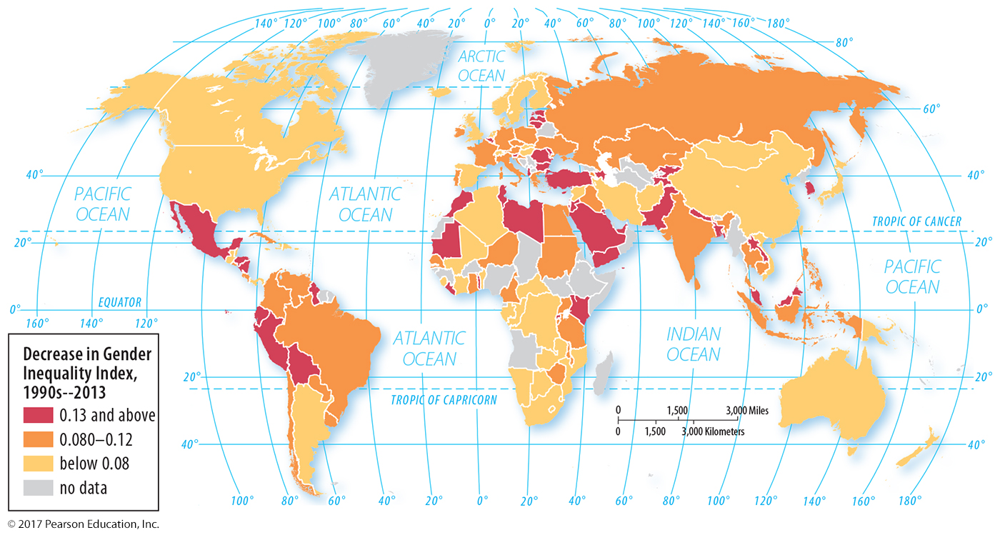 140° 120° 100° 80° 60° 40° 20° 0° 20° 40° 60° 80° 100° 120° 140° 160° 180°
80°
ARCTIC
OCEAN
60°
40°
40°
PACIFIC
OCEAN
ATLANTIC
OCEAN
TROPIC OF CANCER
20°
20°
PACIFIC
OCEAN
EQUATOR
0°
0°
160° 140° 120°
ATLANTIC
OCEAN
INDIAN
OCEAN
20°
20°
TROPIC OF CAPRICORN
0 1,500 3,000 Miles
0 1,500 3,000 Kilometers
40°
40°
100° 80° 60° 40° 20° 0° 20° 40° 60° 80° 100° 120° 140° 160° 180°
Decrease in Gender
Inequality Index,
1990s--2013
0.13 and above
0.080–0.12
below 0.08
no data
© 2017 Pearson Education, Inc.